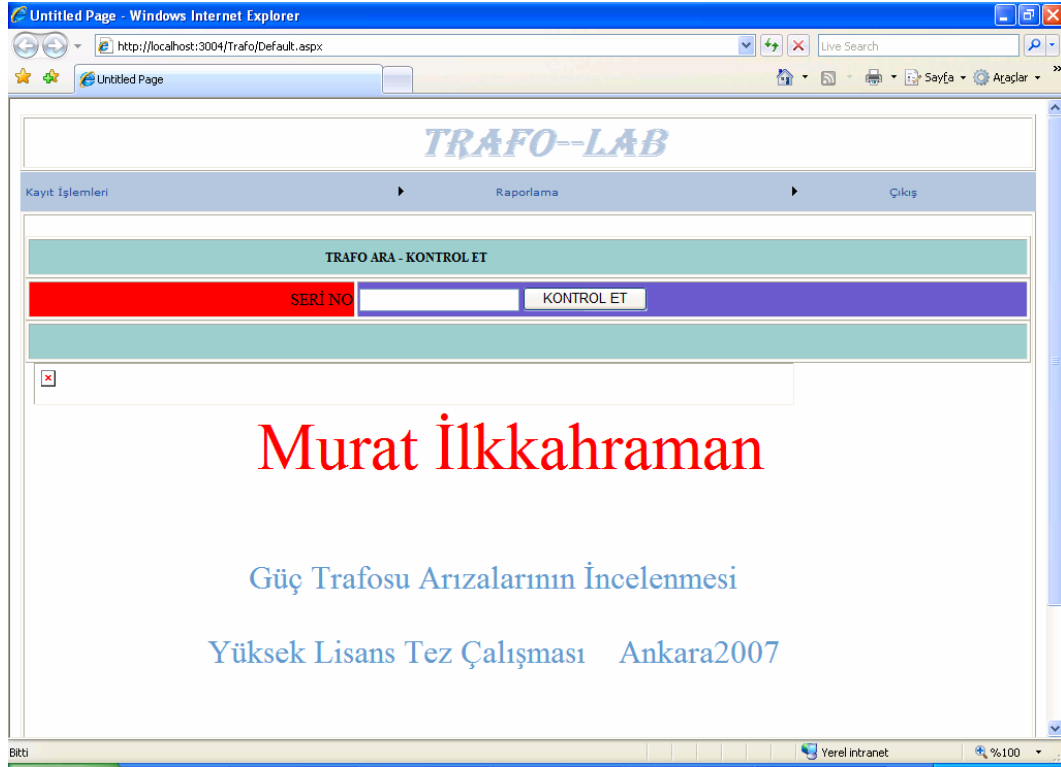 Untitled Page - Windows Internet Explorer
http://localhost:3004/Trafo/Default.aspx
Live Search
Untitled Page
Sayfa
Araçlar
TRAFO--LAB
Kayıt İşlemleri Raporlama Çıkış
TRAFO ARA - KONTROL ET
SERİ NO KONTROL ET
Murat İlkkahraman
Güç Trafosu Arızalarının İncelenmesi
Yüksek Lisans Tez Çalışması Ankara2007
Bitti Yerel intranet %100